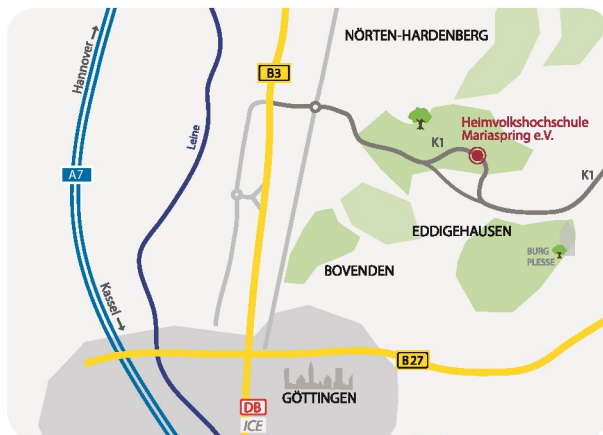 Hannover
NÖRTEN-HARDENBERG
B3
Heimvolkshochschule
Mariaspring e.V.
Leine
K1
K1
A7
EDDIGEHAUSEN
BURG
PLESSE
BOVENDEN
Kassel
B27
GÖTTINGEN
DB
ICE